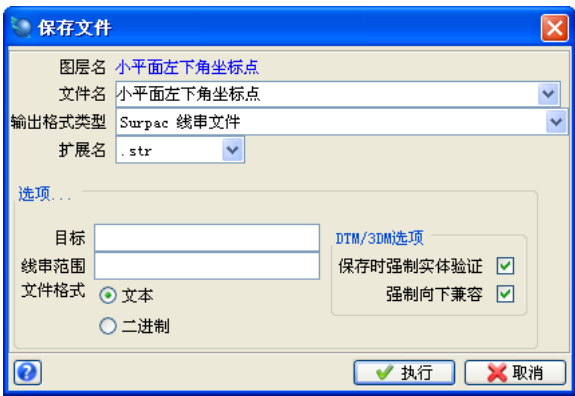 保存文件
图层名 小平面左下角坐标点
文件名 小平面左下角坐标点
输出格式类型 Surpac 线串文件
扩展名 .str
选项...
目标
线串范围
文件格式 文本
二进制
DTM/3DM选项
保存时强制实体验证
强制向下兼容
? 执行 取消